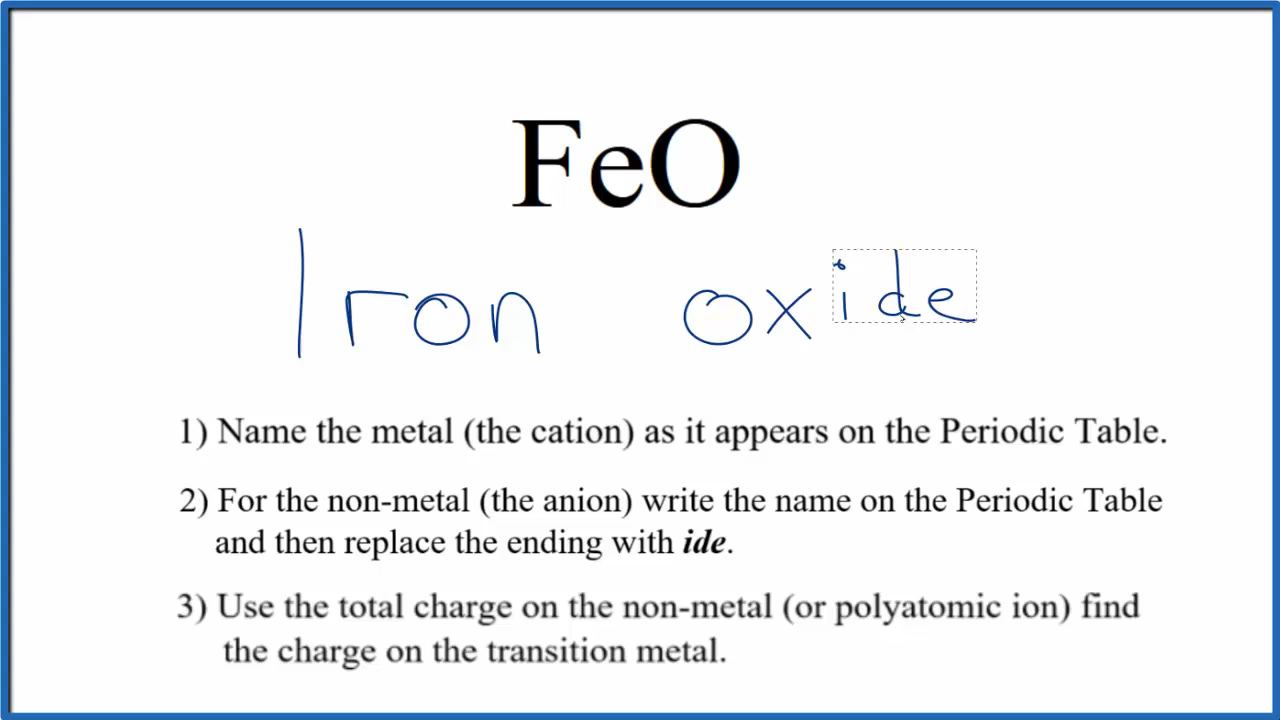 FeO
Iron oxide
1) Name the metal (the cation) as it appears on the Periodic Table.
2) For the non-metal (the anion) write the name on the Periodic Table
and then replace the ending with ide.
3) Use the total charge on the non-metal (or polyatomic ion) find
the charge on the transition metal.